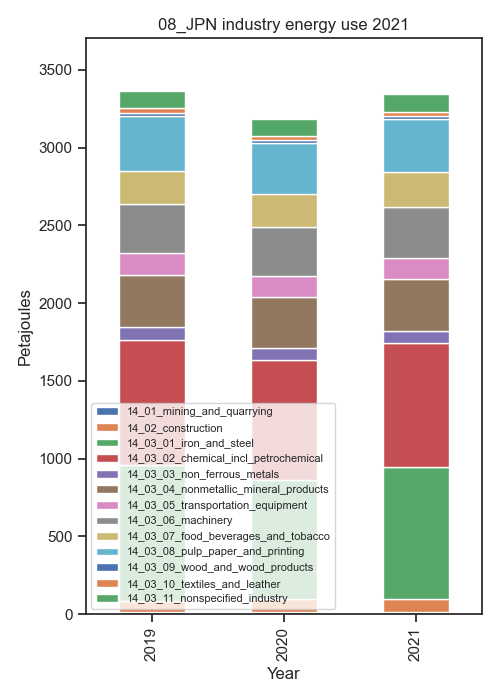 08_JPN industry energy use 2021
Petajoules
3500
3000
2500
2000
1500
1000
500
0
14_01_mining_and_quarrying
14_02_construction
14_03_01_iron_and_steel
14_03_02_chemical_incl_petrochemical
14_03_03_non_ferrous_metals
14_03_04_nonmetallic_mineral_products
14_03_05_transportation_equipment
14_03_06_machinery
14_03_07_food_beverages_and_tobacco
14_03_08_pulp_paper_and_printing
14_03_09_wood_and_wood_products
14_03_10_textiles_and_leather
14_03_11_nonspecified_industry
2019
2020
2021
Year